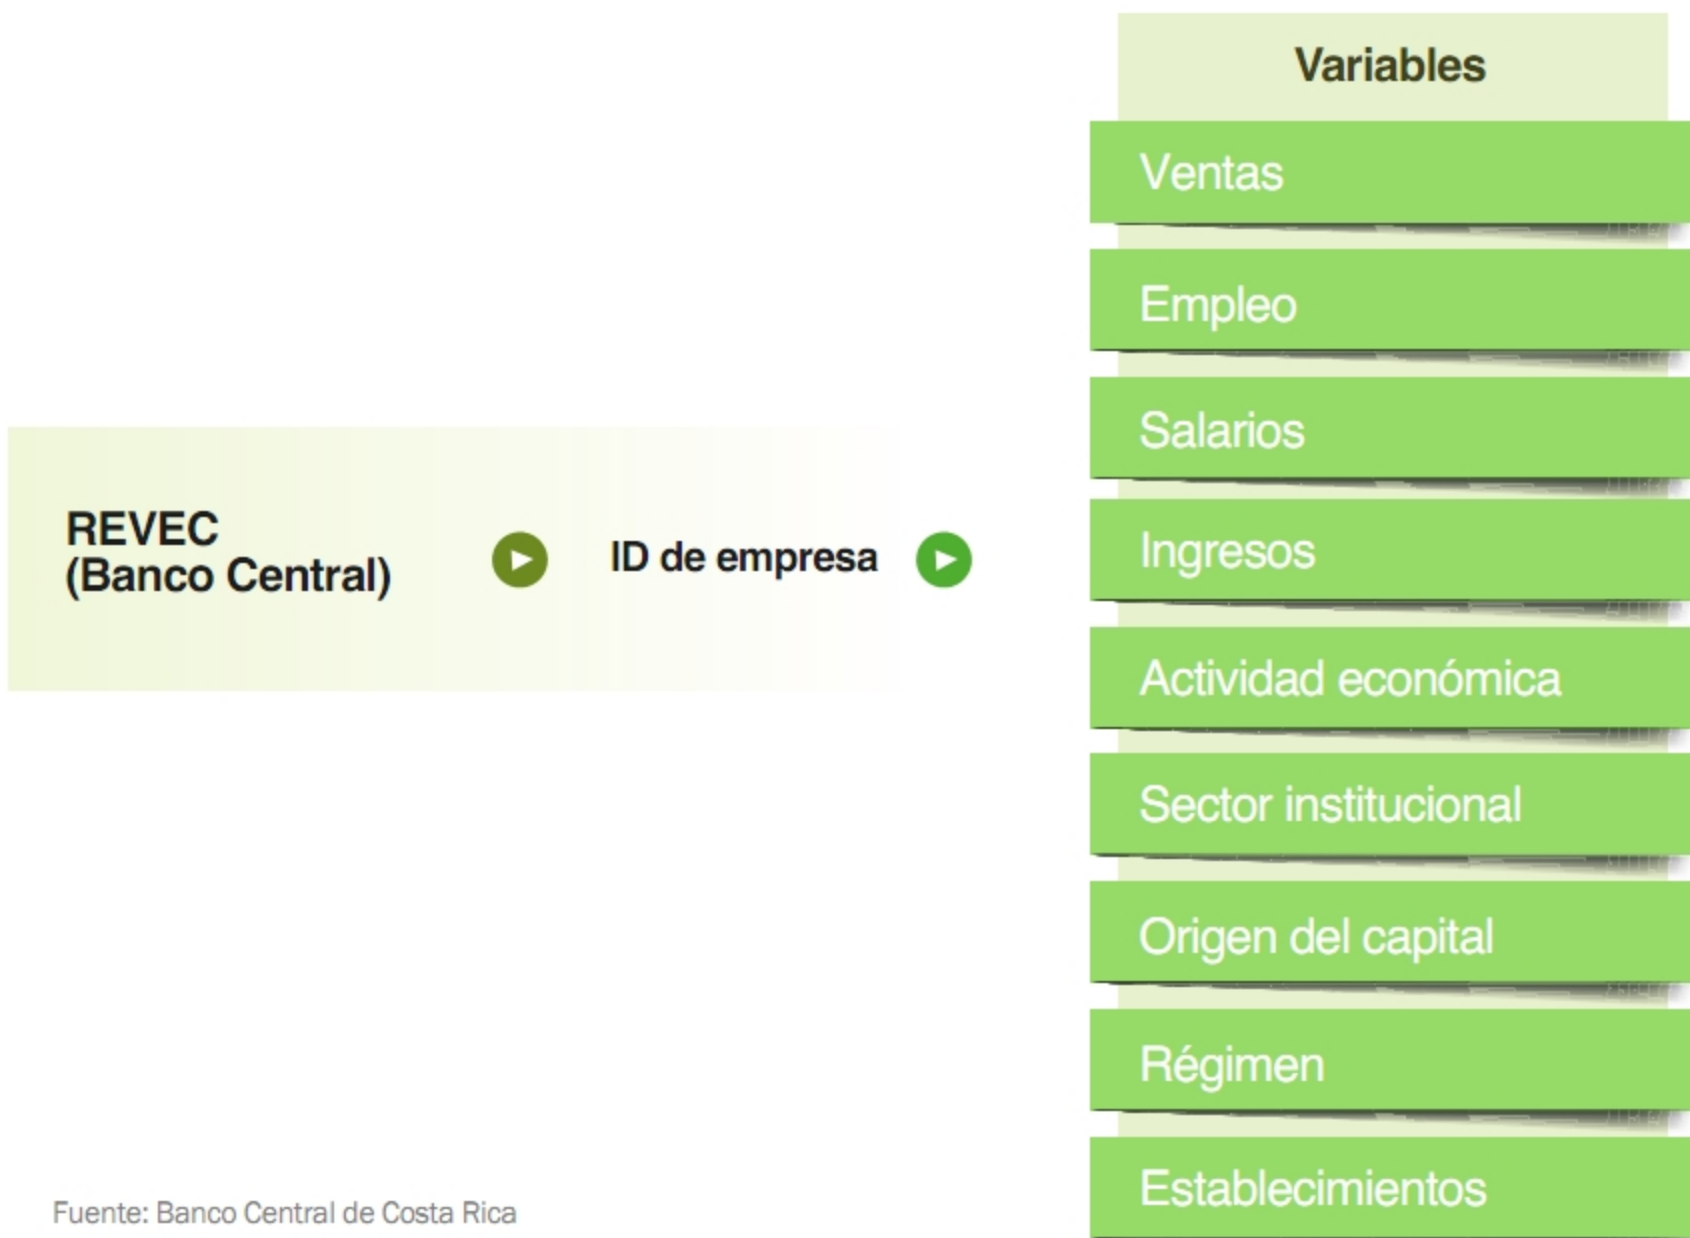 Variables
Ventas
Empleo
Salarios
Ingresos
Actividad económica
Sector institucional
Origen del capital
Régimen
Establecimientos
REVEC
(Banco Central)
ID de empresa
Fuente: Banco Central de Costa Rica